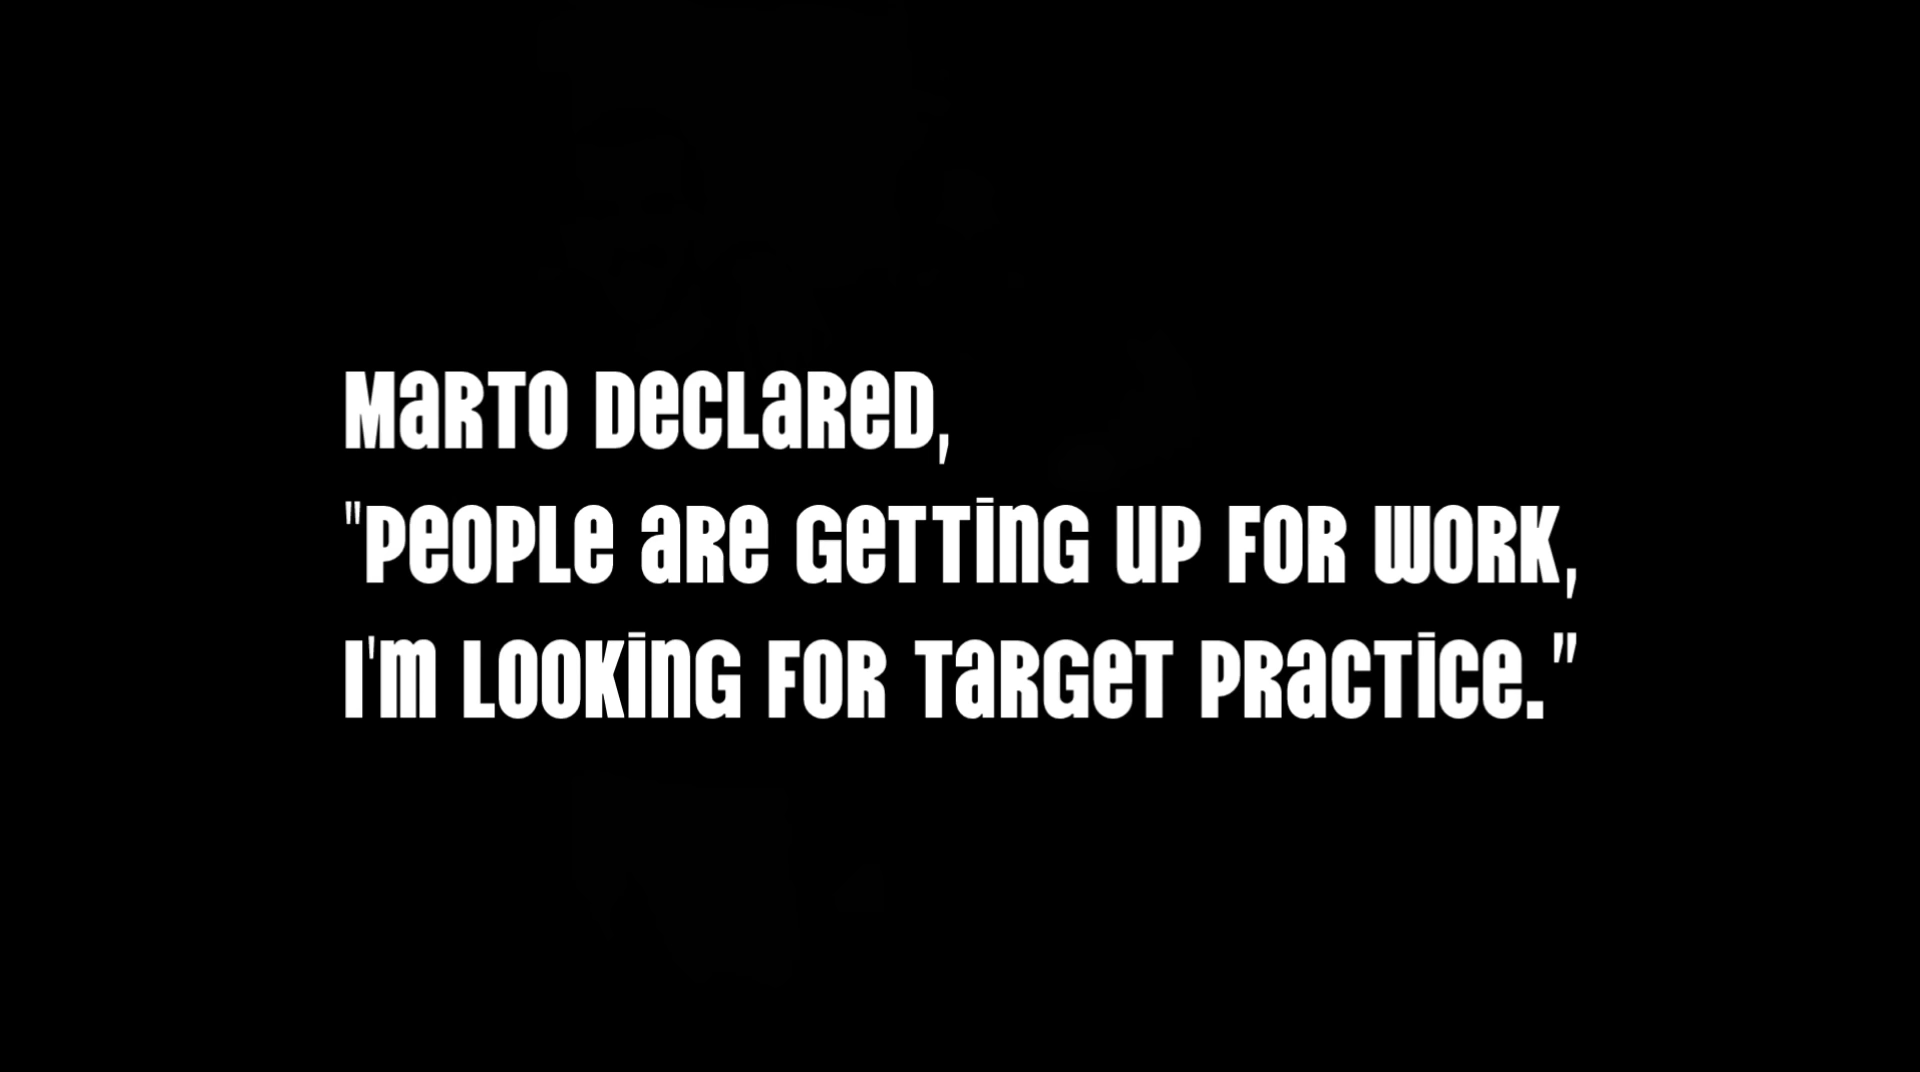 Marto declared,
"People are getting up for work,
I'm looking for target practice."